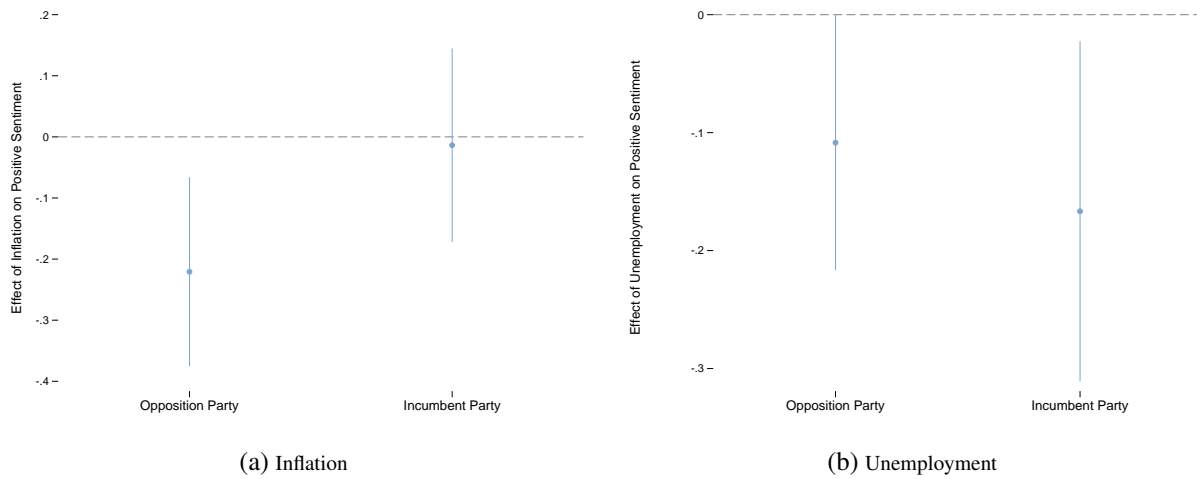 Effect of Inflation on Positive Sentiment
.2
.1
0
-.1
-.2
-.3
-.4
Opposition Party
Incumbent Party
(a) Inflation
Effect of Unemployment on Positive Sentiment
0
-.1
-.2
-.3
Opposition Party
Incumbent Party
(b) Unemployment